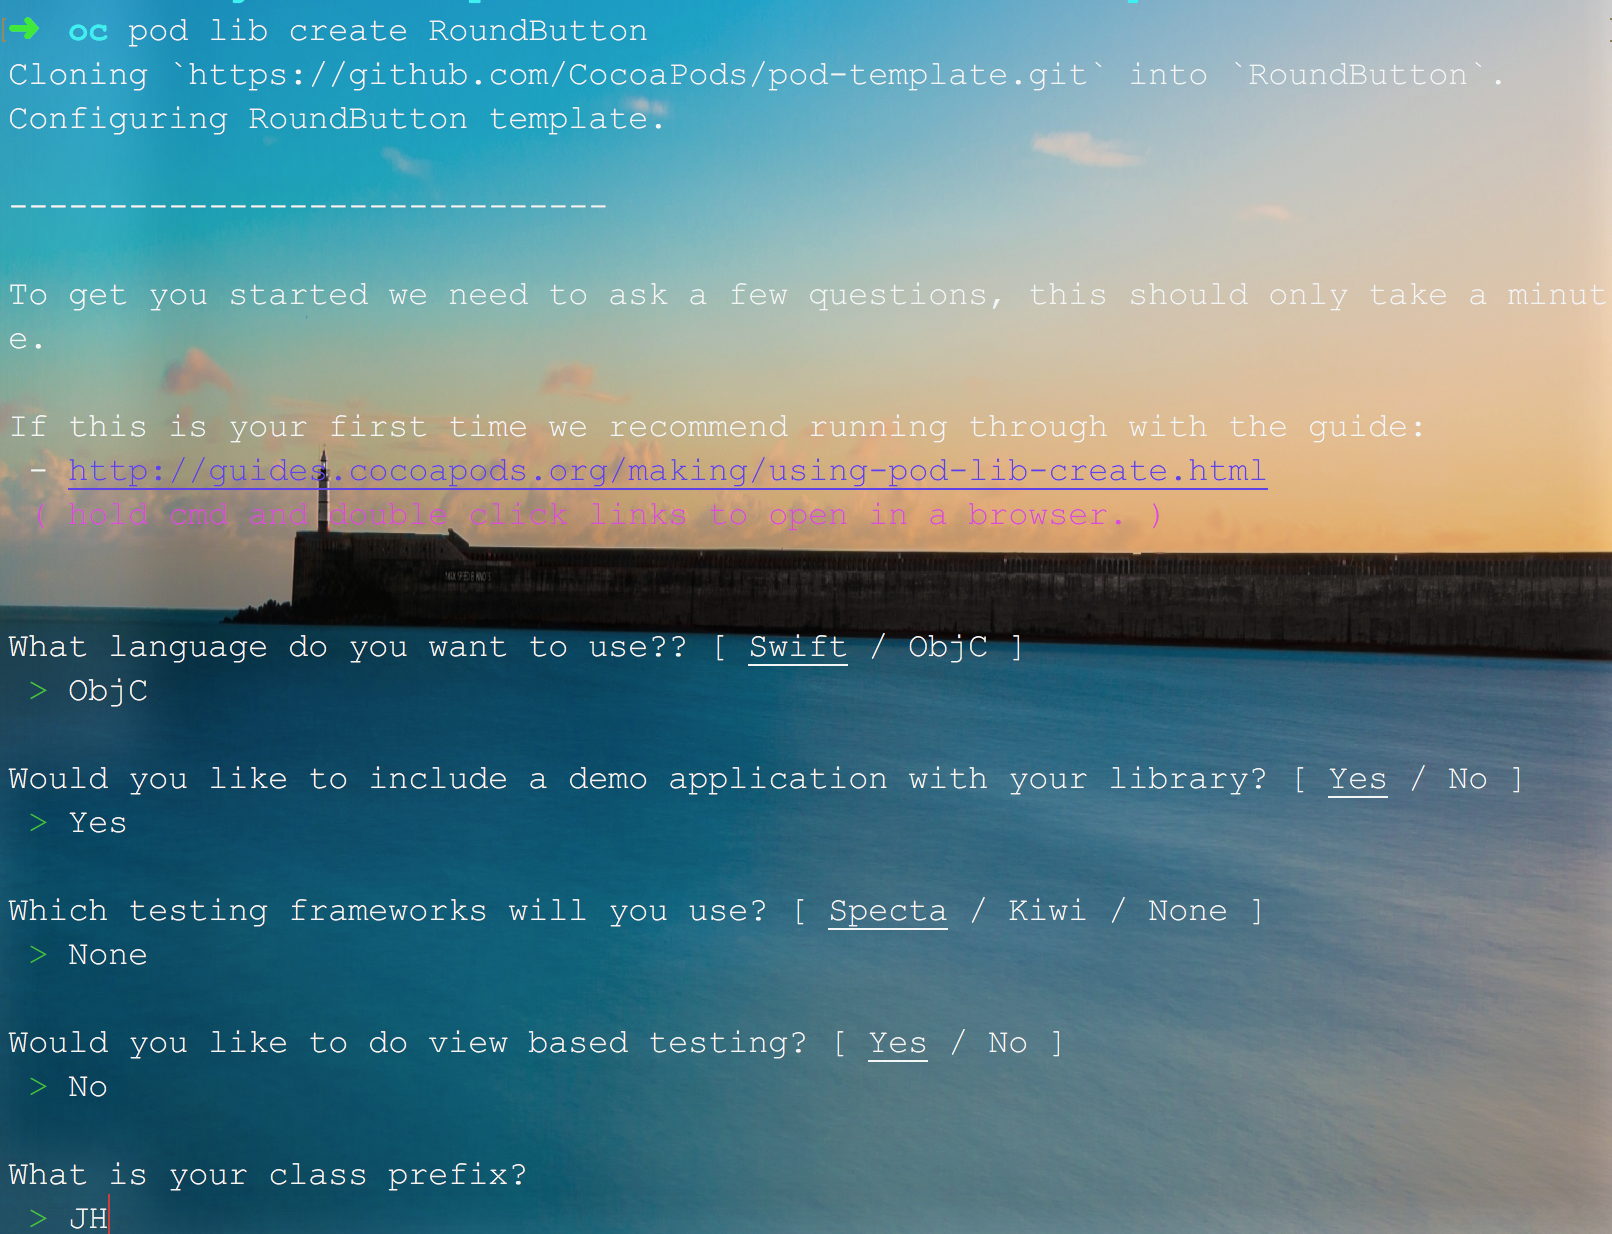 ➜ oc pod lib create RoundButton
Cloning `https://github.com/CocoaPods/pod-template.git` into `RoundButton`.
Configuring RoundButton template.
------------------------------
To get you started we need to ask a few questions, this should only take a minut
e.
If this is your first time we recommend running through with the guide:
- http://guides.cocoapods.org/making/using-pod-lib-create.html
( hold cmd and double click links to open in a browser. )
What language do you want to use?? [ Swift / ObjC ]
> ObjC
Would you like to include a demo application with your library? [ Yes / No ]
> Yes
Which testing frameworks will you use? [ Specta / Kiwi / None ]
> None
Would you like to do view based testing? [ Yes / No ]
> No
What is your class prefix?
> JH